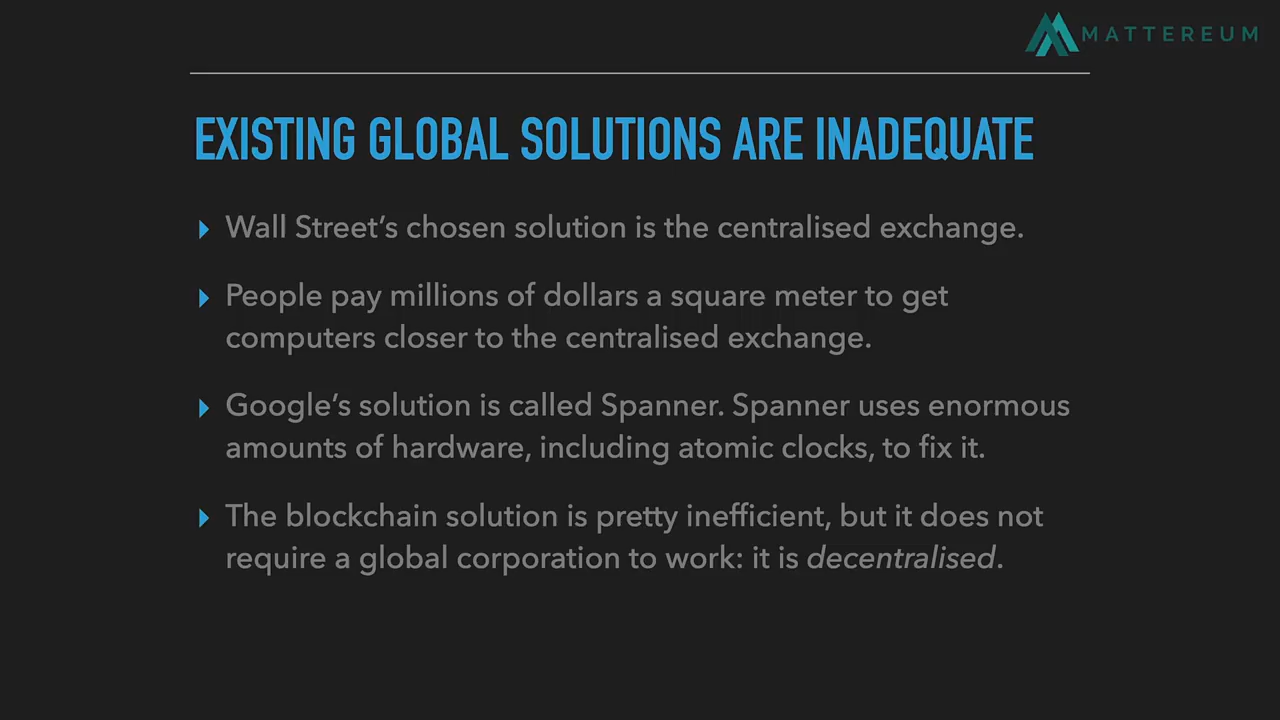 MATTEREUM
EXISTING GLOBAL SOLUTIONS ARE INADEQUATE
Wall Street’s chosen solution is the centralised exchange.
People pay millions of dollars a square meter to get
computers closer to the centralised exchange.
Google’s solution is called Spanner. Spanner uses enormous
amounts of hardware, including atomic clocks, to fix it.
The blockchain solution is pretty inefficient, but it does not
require a global corporation to work: it is decentralised.